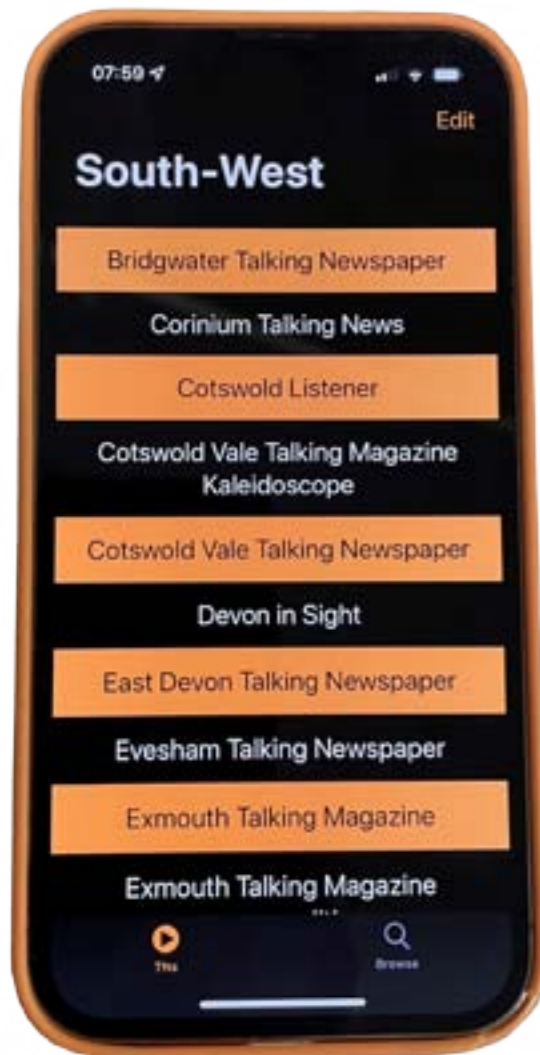 07:59
Edit
South-West
Bridgwater Talking Newspaper
Corinium Talking News
Cotswold Listener
Cotswold Vale Talking Magazine
Kaleidoscope
Cotswold Vale Talking Newspaper
Devon in Sight
East Devon Talking Newspaper
Evesham Talking Newspaper
Exmouth Talking Magazine
Exmouth Talking Magazine
Browse